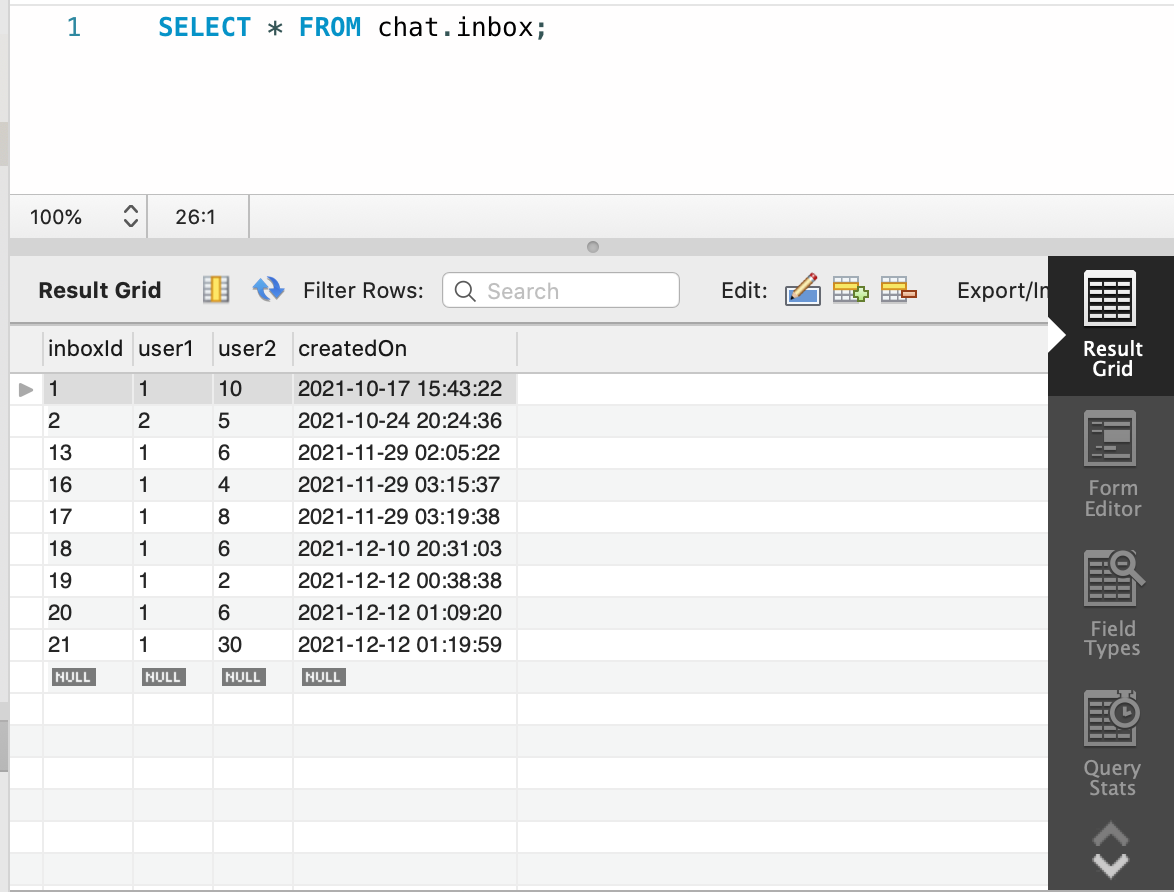 1 SELECT * FROM chat.inbox;
100% 26:1
Result Grid Filter Rows: Search Edit: Export/Im
inboxId user1 user2 createdOn
1 1 10 2021-10-17 15:43:22
2 2 5 2021-10-24 20:24:36
13 1 6 2021-11-29 02:05:22
16 1 4 2021-11-29 03:15:37
17 1 8 2021-11-29 03:19:38
18 1 6 2021-12-10 20:31:03
19 1 2 2021-12-12 00:38:38
20 1 6 2021-12-12 01:09:20
21 1 30 2021-12-12 01:19:59
NULL NULL NULL NULL
Result
Grid
Form
Editor
Field
Types
Query
Stats